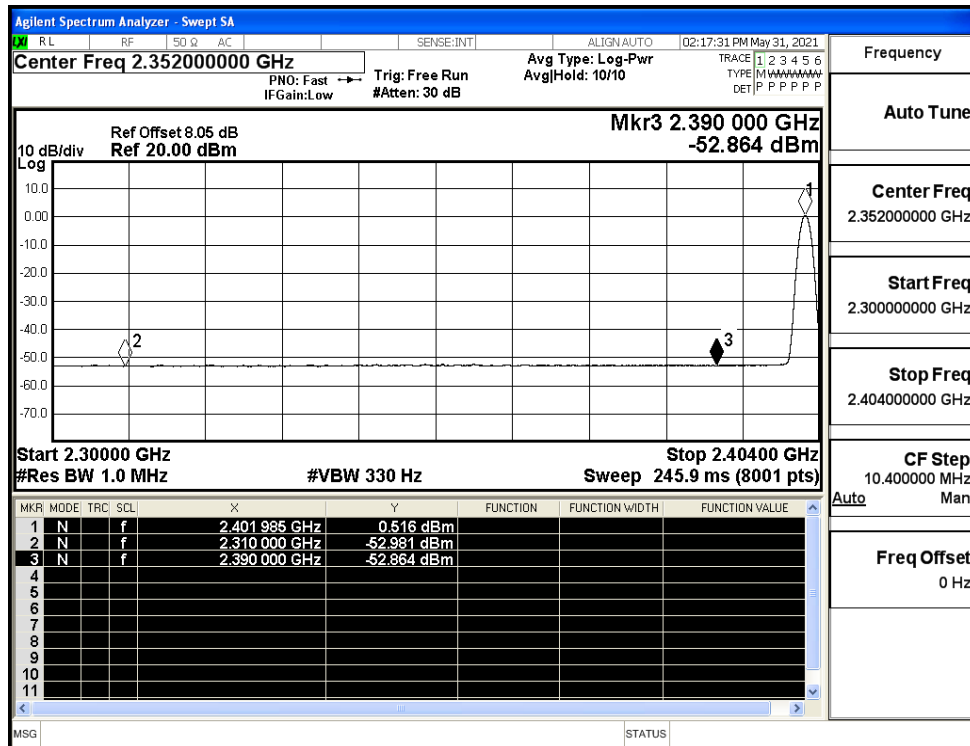 Agilent Spectrum Analyzer - Swept SA
LXI RL RF 50 Ω AC SENSE:INT ALIGNAUTO 02:17:31 PM May 31, 2021
Center Freq 2.352000000 GHz
PNO: Fast
IFGain:Low
Trig: Free Run
#Atten: 30 dB
Avg Type: Log-Pwr
Avg|Hold: 10/10
TRACE 1 2 3 4 5 6
TYPE M WWWWW
DET P P P P P P
Ref Offset 8.05 dB
Ref 20.00 dBm
10 dB/div
Log
Mkr3 2.390 000 GHz
-52.864 dBm
10.0
0.00
-10.0
-20.0
-30.0
-40.0
-50.0
-60.0
-70.0
1
2
3
Start 2.30000 GHz Stop 2.40400 GHz
#Res BW 1.0 MHz #VBW 330 Hz Sweep 245.9 ms (8001 pts)
MKR MODE TRC SCL X Y FUNCTION FUNCTION WIDTH FUNCTION VALUE
1 N f 2.401 985 GHz 0.516 dBm
2 N f 2.310 000 GHz -52.981 dBm
3 N f 2.390 000 GHz -52.864 dBm
4
5
6
7
8
9
10
11
MSG STATUS
Frequency
Auto Tune
Center Freq
2.352000000 GHz
Start Freq
2.300000000 GHz
Stop Freq
2.404000000 GHz
CF Step
10.400000 MHz
Auto Man
Freq Offset
0 Hz